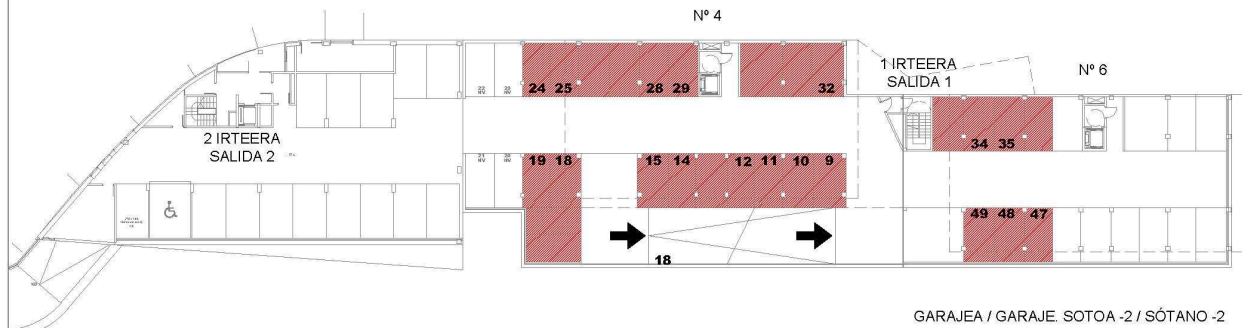 Nº 4
1 IRTEERA
SALIDA 1
Nº 6
24 25 28 29 32
2 IRTEERA
SALIDA 2
34 35
19 18 15 14 12 11 10 9
49 48 47
18
GARAJEA / GARAJE. SOTOA -2 / SÓTANO -2